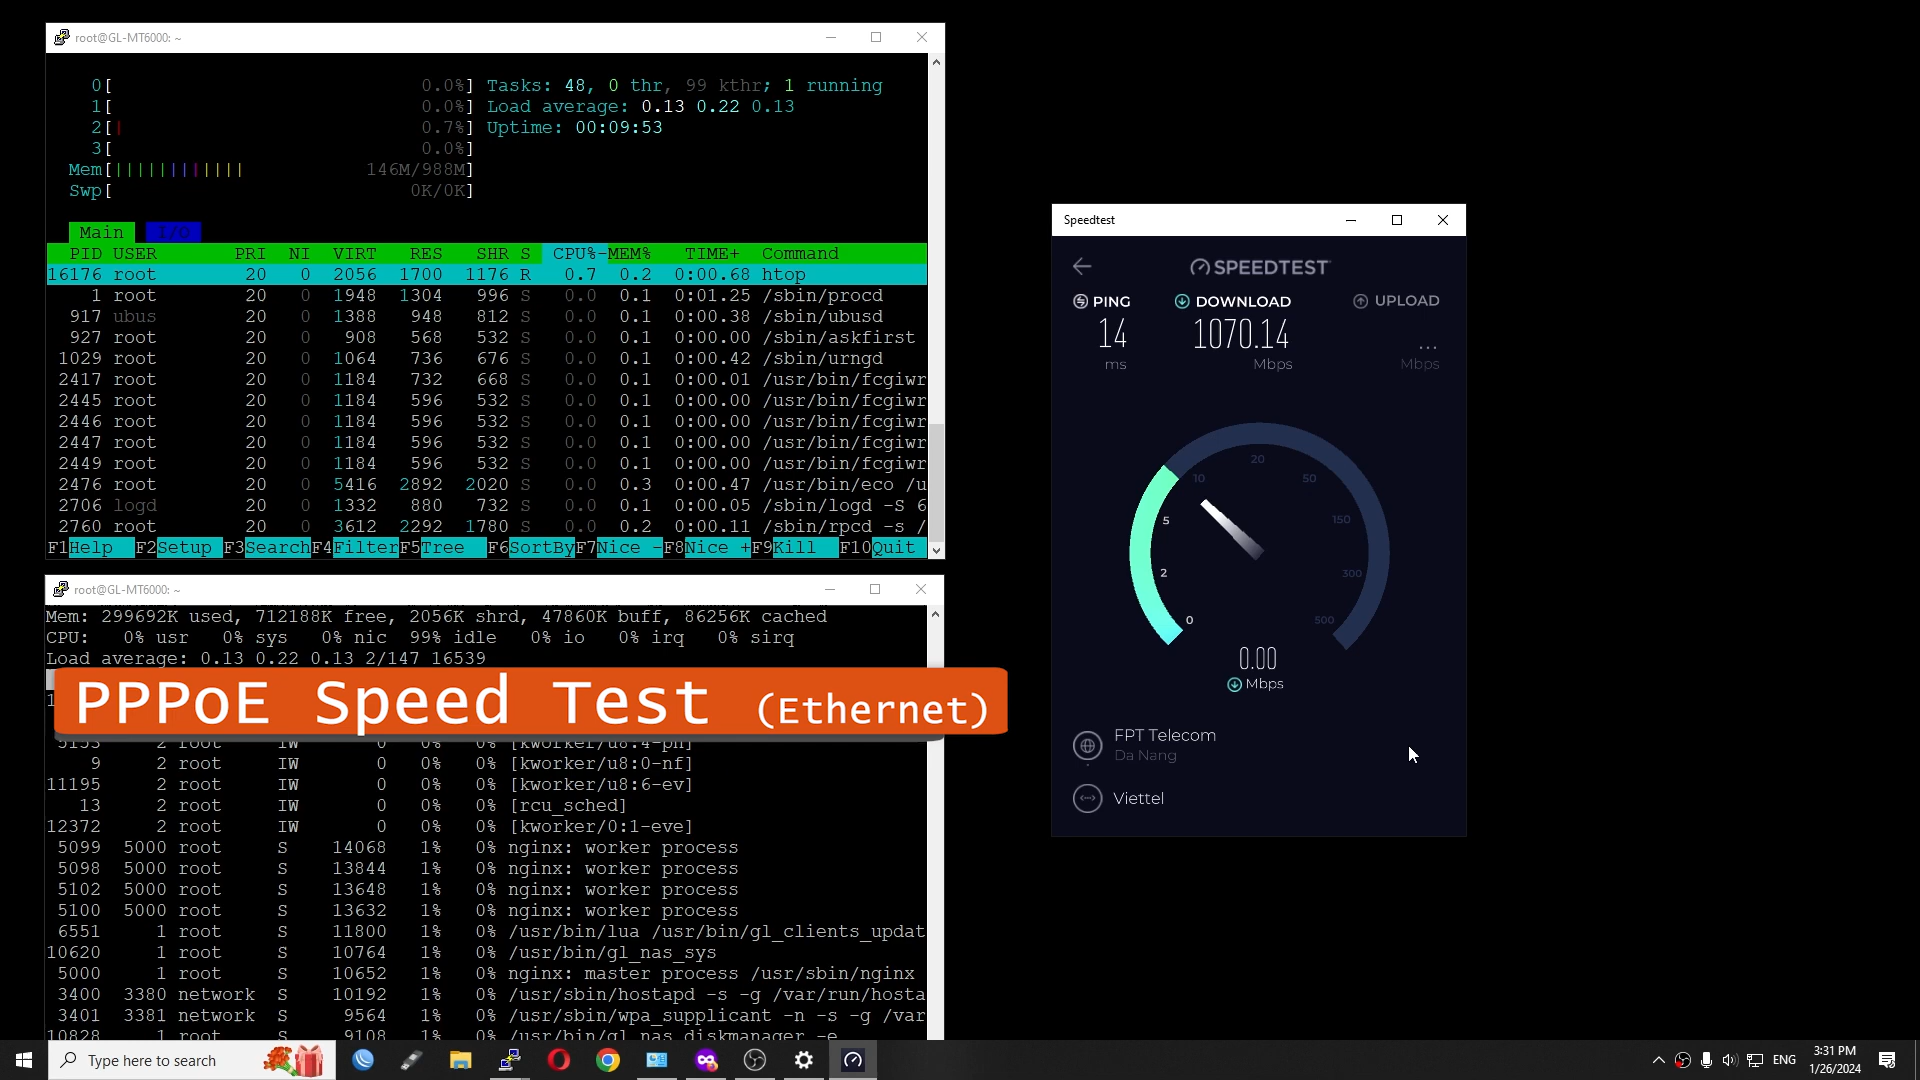 root@GL-MT6000: ~
0[ 0.0%] Tasks: 48, 0 thr, 99 kthr; 1 running
1[ 0.0%] Load average: 0.13 0.22 0.13
2[| 0.7%] Uptime: 00:09:53
3[ 0.0%]
Mem[|||||||||||| 146M/988M]
Swp[ 0K/0K]
Main I/O
PID USER PRI NI VIRT RES SHR S CPU%-MEM% TIME+ Command
16176 root 20 0 2056 1700 1176 R 0.7 0.2 0:00.68 htop
1 root 20 0 1948 1304 996 S 0.0 0.1 0:01.25 /sbin/procd
917 ubus 20 0 1388 948 812 S 0.0 0.1 0:00.38 /sbin/ubusd
927 root 20 0 908 568 532 S 0.0 0.1 0:00.00 /sbin/askfirst
1029 root 20 0 1064 736 676 S 0.0 0.1 0:00.42 /sbin/urngd
2417 root 20 0 1184 732 668 S 0.0 0.1 0:00.01 /usr/bin/fcgiwr
2445 root 20 0 1184 596 532 S 0.0 0.1 0:00.00 /usr/bin/fcgiwr
2446 root 20 0 1184 596 532 S 0.0 0.1 0:00.00 /usr/bin/fcgiwr
2447 root 20 0 1184 596 532 S 0.0 0.1 0:00.00 /usr/bin/fcgiwr
2449 root 20 0 1184 596 532 S 0.0 0.1 0:00.00 /usr/bin/fcgiwr
2476 root 20 0 5416 2892 2020 S 0.0 0.3 0:00.47 /usr/bin/eco /u
2706 logd 20 0 1332 880 732 S 0.0 0.1 0:00.05 /sbin/logd -S 6
2760 root 20 0 3612 2292 1780 S 0.0 0.2 0:00.11 /sbin/rpcd -s /
F1Help F2Setup F3SearchF4FilterF5Tree F6SortByF7Nice -F8Nice +F9Kill F10Quit
root@GL-MT6000: ~
Mem: 299692K used, 712188K free, 2056K shrd, 47860K buff, 86256K cached
CPU: 0% usr 0% sys 0% nic 99% idle 0% io 0% irq 0% sirq
Load average: 0.13 0.22 0.13 2/147 16539
PPPoE Speed Test (Ethernet)
5153 2 root IW 0 0% 0% [kworker/u8:4-ph]
9 2 root IW 0 0% 0% [kworker/u8:0-nf]
11195 2 root IW 0 0% 0% [kworker/u8:6-ev]
13 2 root IW 0 0% 0% [rcu_sched]
12372 2 root IW 0 0% 0% [kworker/0:1-eve]
5099 5000 root S 14068 1% 0% nginx: worker process
5098 5000 root S 13844 1% 0% nginx: worker process
5102 5000 root S 13648 1% 0% nginx: worker process
5100 5000 root S 13632 1% 0% nginx: worker process
6551 1 root S 11800 1% 0% /usr/bin/lua /usr/bin/gl_clients_updat
10620 1 root S 10764 1% 0% /usr/bin/gl_nas_sys
5000 1 root S 10652 1% 0% nginx: master process /usr/sbin/nginx
3400 3380 network S 10192 1% 0% /usr/sbin/hostapd -s -g /var/run/hosta
3401 3381 network S 9564 1% 0% /usr/sbin/wpa_supplicant -n -s -g /var
10828 1 root S 9108 1% 0% /usr/bin/gl_nas_diskmanager -e
Speedtest
SPEEDTEST
PING DOWNLOAD UPLOAD
14 1070.14 ...
ms Mbps Mbps
0 2 5 10 20 50 150 300 500
0.00
Mbps
FPT Telecom
Da Nang
Viettel
Type here to search
ENG
3:31 PM
1/26/2024